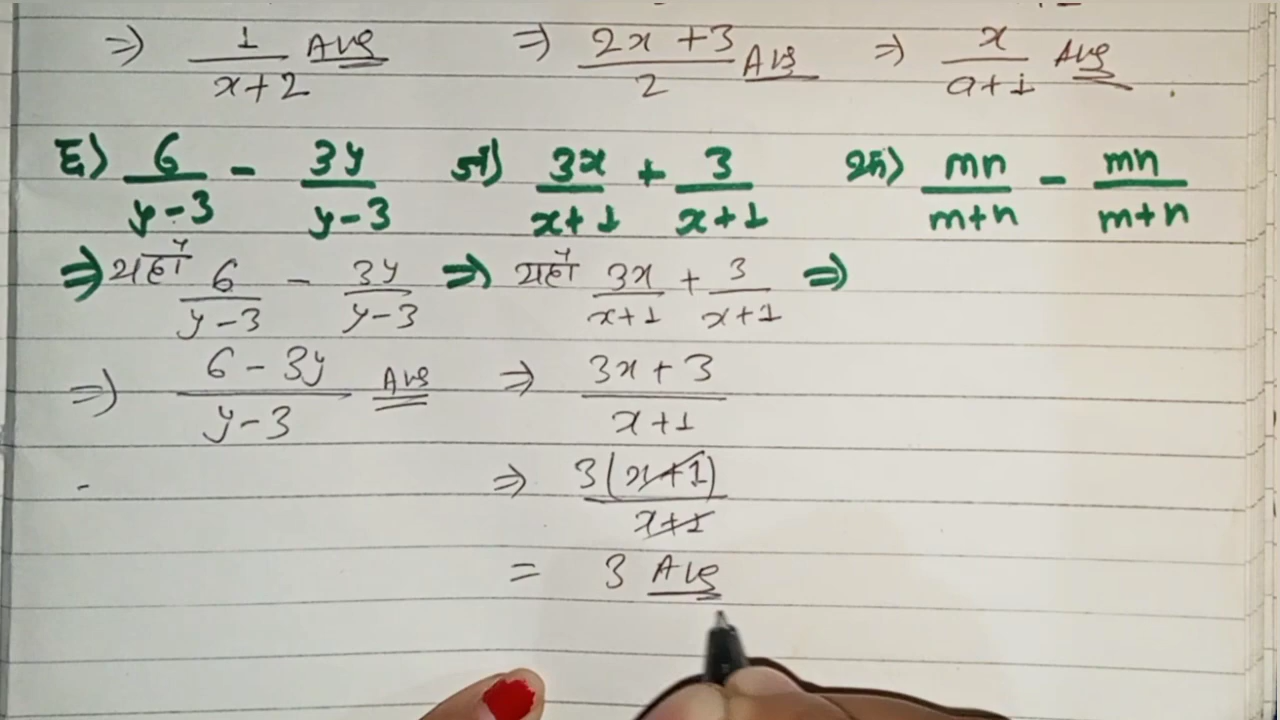 ⇒) 1/(x+2) Ans ⇒) (2x+3)/2 Ans ⇒) x/(a+1) Ans
घ) 6/(y-3) - 3y/(y-3) ङ) 3x/(x+1) + 3/(x+1) च) mn/(m+n) - mn/(m+n)
⇒) यहाँ 6/(y-3) - 3y/(y-3) ⇒) यहाँ 3x/(x+1) + 3/(x+1) ⇒)
⇒) (6-3y)/(y-3) Ans ⇒) (3x+3)/(x+1)
⇒) 3(x+1)/(x+1)
= 3 Ans